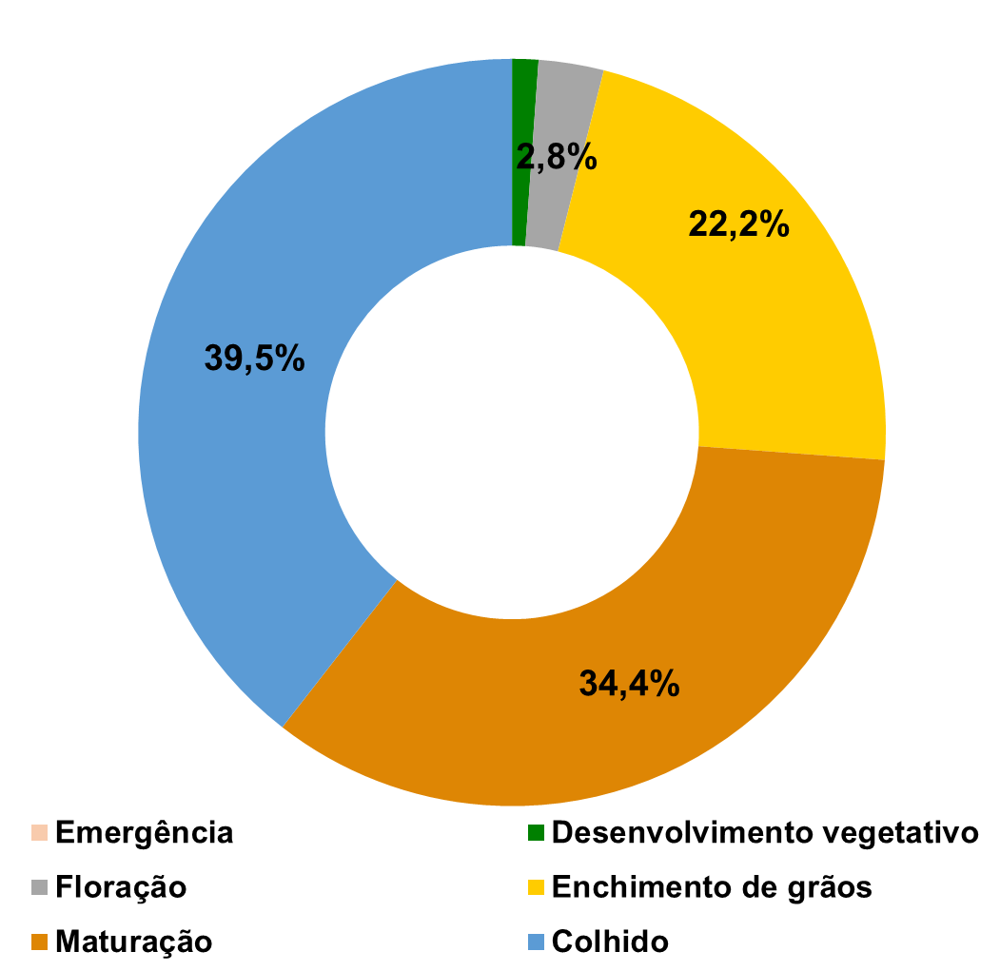 2,8%
22,2%
39,5%
34,4%
Emergência
Desenvolvimento vegetativo
Floração
Enchimento de grãos
Maturação
Colhido